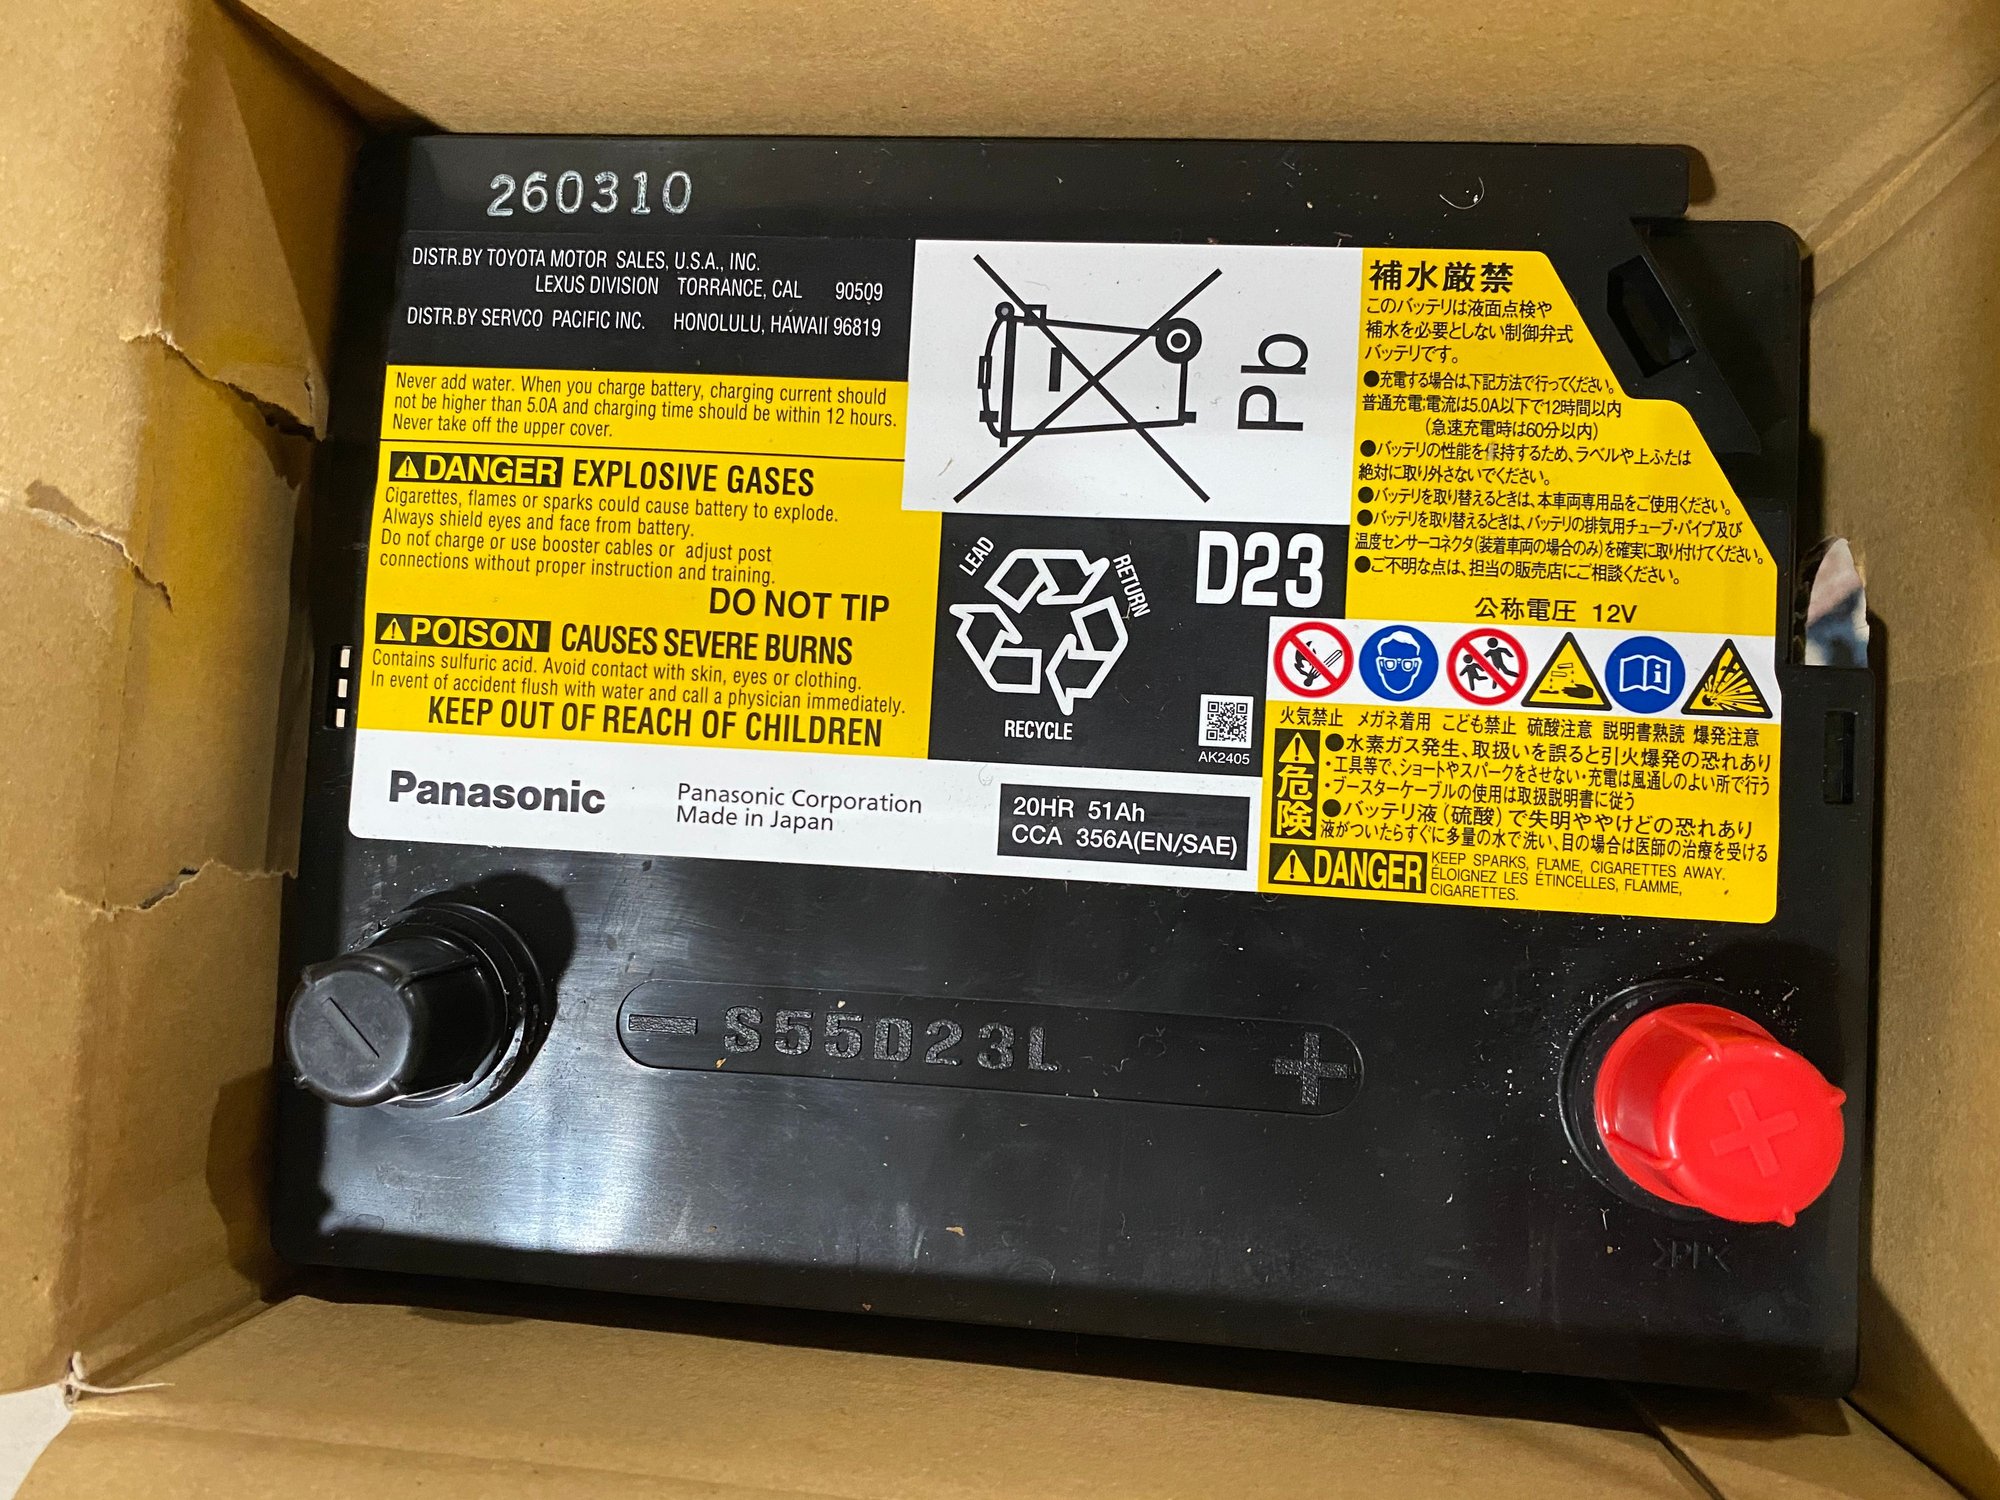 260310
DISTR.BY TOYOTA MOTOR SALES, U.S.A., INC.
LEXUS DIVISION TORRANCE, CAL 90509
DISTR.BY SERVCO PACIFIC INC. HONOLULU, HAWAII 96819
Never add water. When you charge battery, charging current should
not be higher than 5.0A and charging time should be within 12 hours.
Never take off the upper cover.
DANGER EXPLOSIVE GASES
Cigarettes, flames or sparks could cause battery to explode.
Always shield eyes and face from battery.
Do not charge or use booster cables or adjust post
connections without proper instruction and training.
DO NOT TIP
POISON CAUSES SEVERE BURNS
Contains sulfuric acid. Avoid contact with skin, eyes or clothing.
In event of accident flush with water and call a physician immediately.
KEEP OUT OF REACH OF CHILDREN
Pb
LEAD
RETURN
RECYCLE
D23
AK2405
補水厳禁
このバッテリは液面点検や
補水を必要としない制御弁式
バッテリです。
●充電する場合は、下記方法で行ってください。
普通充電;電流は5.0A以下で12時間以内
(急速充電時は60分以内)
●バッテリの性能を保持するため、ラベルや上ふたは
絶対に取り外さないでください。
●バッテリを取り替えるときは、本車両専用品をご使用ください。
●バッテリを取り替えるときは、バッテリの排気用チューブ・パイプ及び
温度センサーコネクタ(装着車両の場合のみ)を確実に取り付けてください。
●ご不明な点は、担当の販売店にご相談ください。
公称電圧 12V
火気禁止 メガネ着用 こども禁止 硫酸注意 説明書熟読 爆発注意
危険
●水素ガス発生、取扱いを誤ると引火爆発の恐れあり
・工具等で、ショートやスパークをさせない・充電は風通しのよい所で行う
・ブースターケーブルの使用は取扱説明書に従う
●バッテリ液(硫酸)で失明ややけどの恐れあり
液がついたらすぐに多量の水で洗い、目の場合は医師の治療を受ける
DANGER
KEEP SPARKS, FLAME, CIGARETTES AWAY.
ÉLOIGNEZ LES ÉTINCELLES, FLAMME,
CIGARETTES.
Panasonic
Panasonic Corporation
Made in Japan
20HR 51Ah
CCA 356A(EN/SAE)
− S55D23L +
>PP<